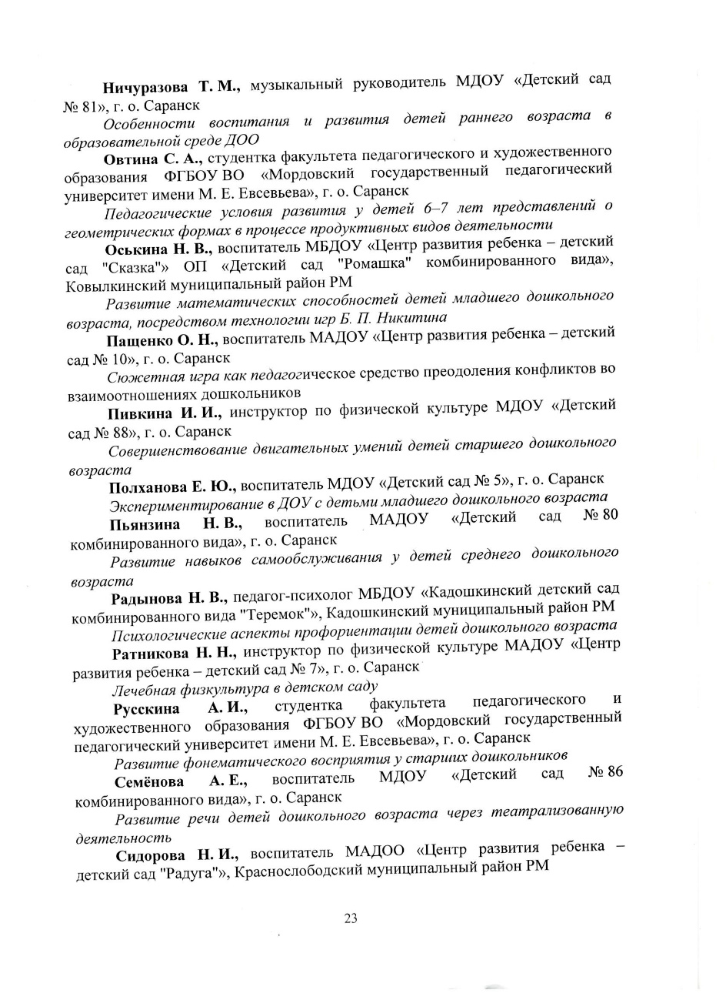 Ничуразова Т. М., музыкальный руководитель МДОУ «Детский сад
№ 81», г. о. Саранск
Особенности воспитания и развития детей раннего возраста в
образовательной среде ДОО
Овтина С. А., студентка факультета педагогического и художественного
образования ФГБОУ ВО «Мордовский государственный педагогический
университет имени М. Е. Евсевьева», г. о. Саранск
Педагогические условия развития у детей 6–7 лет представлений о
геометрических формах в процессе продуктивных видов деятельности
Оськина Н. В., воспитатель МБДОУ «Центр развития ребенка – детский
сад "Сказка"» ОП «Детский сад "Ромашка" комбинированного вида»,
Ковылкинский муниципальный район РМ
Развитие математических способностей детей младшего дошкольного
возраста, посредством технологии игр Б. П. Никитина
Пащенко О. Н., воспитатель МАДОУ «Центр развития ребенка – детский
сад № 10», г. о. Саранск
Сюжетная игра как педагогическое средство преодоления конфликтов во
взаимоотношениях дошкольников
Пивкина И. И., инструктор по физической культуре МДОУ «Детский
сад № 88», г. о. Саранск
Совершенствование двигательных умений детей старшего дошкольного
возраста
Полханова Е. Ю., воспитатель МДОУ «Детский сад № 5», г. о. Саранск
Экспериментирование в ДОУ с детьми младшего дошкольного возраста
Пьянзина Н. В., воспитатель МАДОУ «Детский сад № 80
комбинированного вида», г. о. Саранск
Развитие навыков самообслуживания у детей среднего дошкольного
возраста
Радынова Н. В., педагог-психолог МБДОУ «Кадошкинский детский сад
комбинированного вида "Теремок"», Кадошкинский муниципальный район РМ
Психологические аспекты профориентации детей дошкольного возраста
Ратникова Н. Н., инструктор по физической культуре МАДОУ «Центр
развития ребенка – детский сад № 7», г. о. Саранск
Лечебная физкультура в детском саду
Русскина А. И., студентка факультета педагогического и
художественного образования ФГБОУ ВО «Мордовский государственный
педагогический университет имени М. Е. Евсевьева», г. о. Саранск
Развитие фонематического восприятия у старших дошкольников
Семёнова А. Е., воспитатель МДОУ «Детский сад № 86
комбинированного вида», г. о. Саранск
Развитие речи детей дошкольного возраста через театрализованную
деятельность
Сидорова Н. И., воспитатель МАДОО «Центр развития ребенка –
детский сад "Радуга"», Краснослободский муниципальный район РМ
23